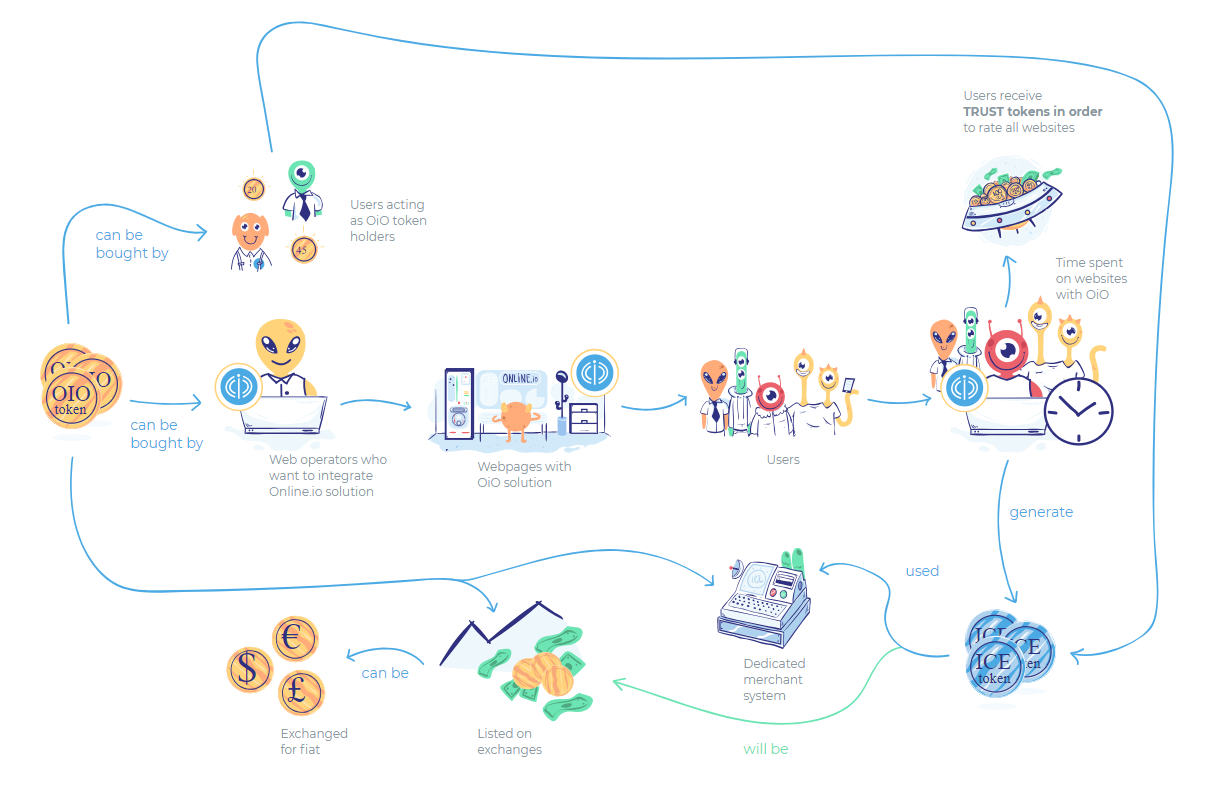 Users receive
TRUST tokens in order
to rate all websites
20
45
Users acting
as OiO token
holders
can be
bought by
Time spent
on websites
with OiO
OIO
token
can be
bought by
ONLINE.io
Web operators who
want to integrate
Online.io solution
Webpages with
OiO solution
Users
generate
used
ICE
token
Dedicated
merchant
system
€
$
£
can be
Exchanged
for fiat
Listed on
exchanges
will be